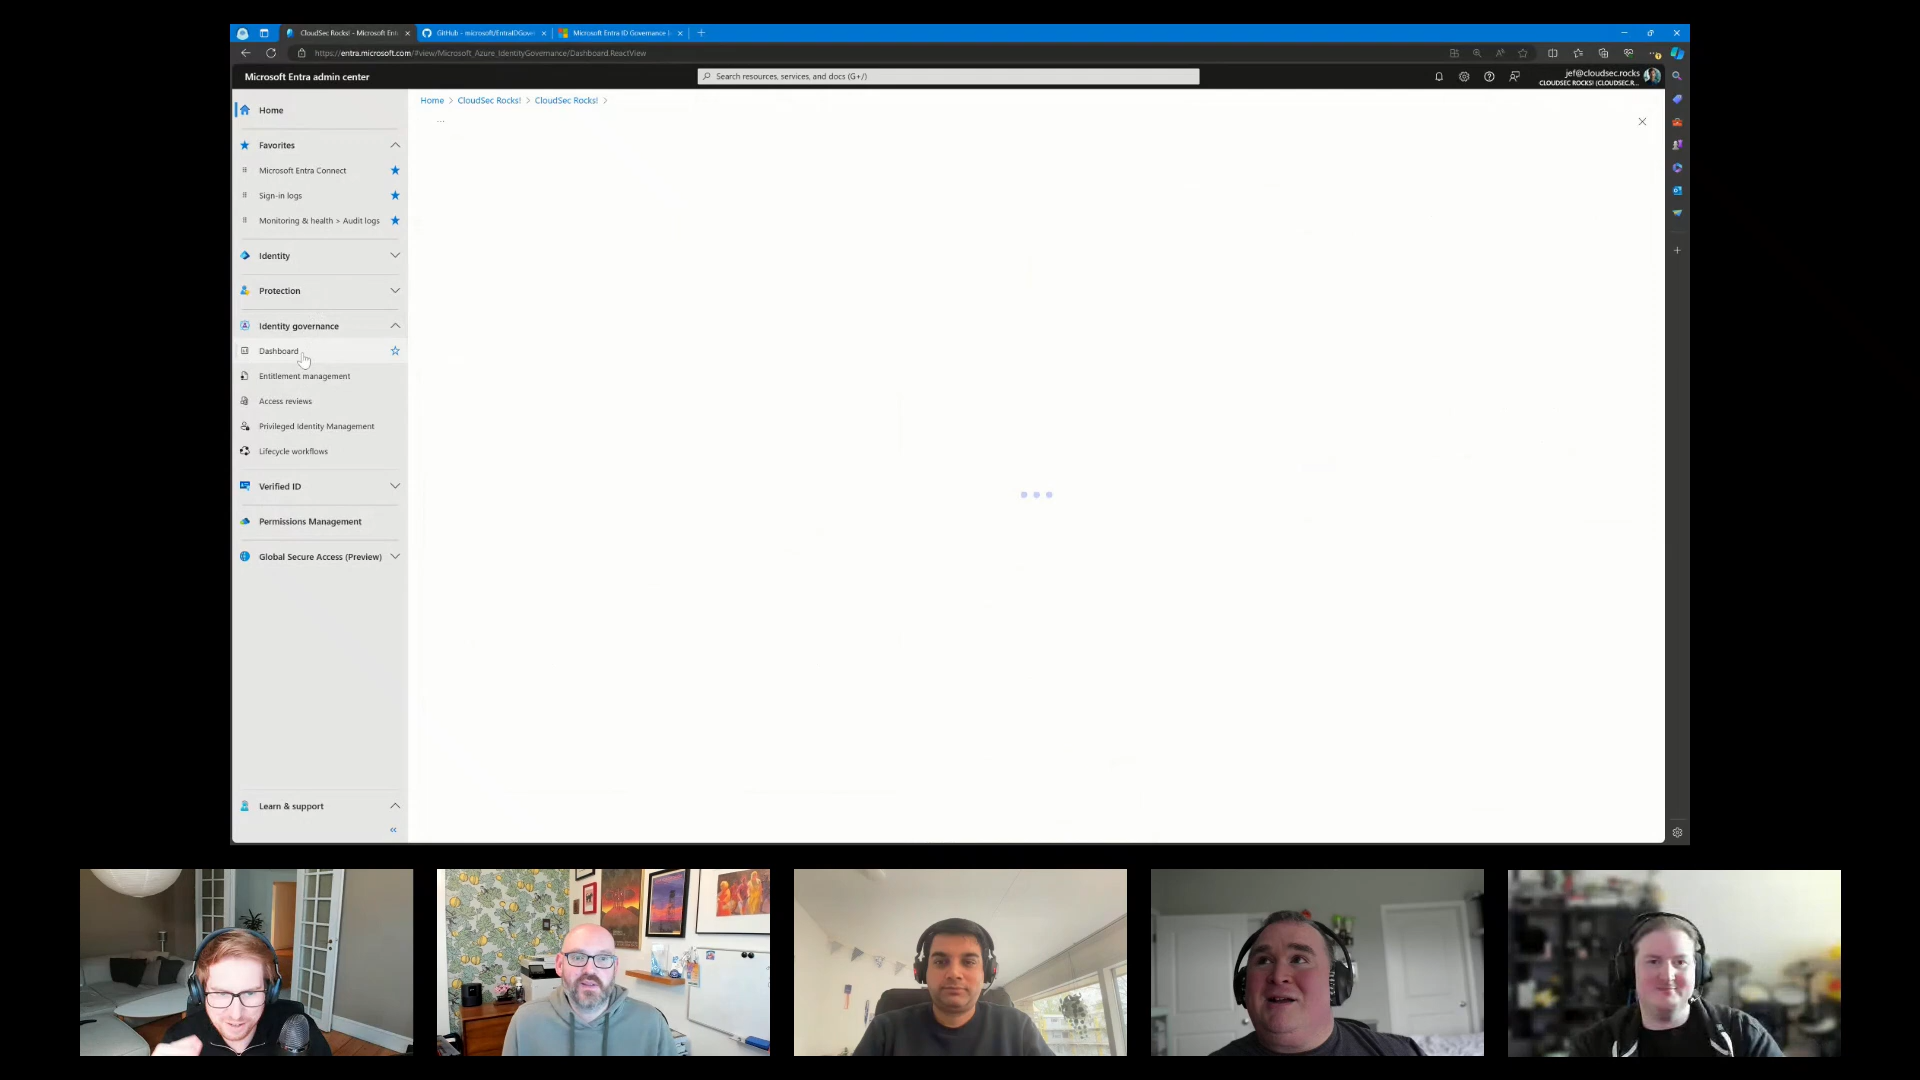 CloudSec Rocks! - Microsoft Ent
GitHub - microsoft/EntraIDGove
Microsoft Entra ID Governance l
https://entra.microsoft.com/#view/Microsoft_Azure_IdentityGovernance/Dashboard.ReactView
Microsoft Entra admin center
Search resources, services, and docs (G+/)
jef@cloudsec.rocks
CLOUDSEC ROCKS! (CLOUDSEC.R...
Home
Home > CloudSec Rocks! > CloudSec Rocks! >
...
Favorites
Microsoft Entra Connect
Sign-in logs
Monitoring & health > Audit logs
Identity
Protection
Identity governance
Dashboard
Entitlement management
Access reviews
Privileged Identity Management
Lifecycle workflows
Verified ID
Permissions Management
Global Secure Access (Preview)
Learn & support